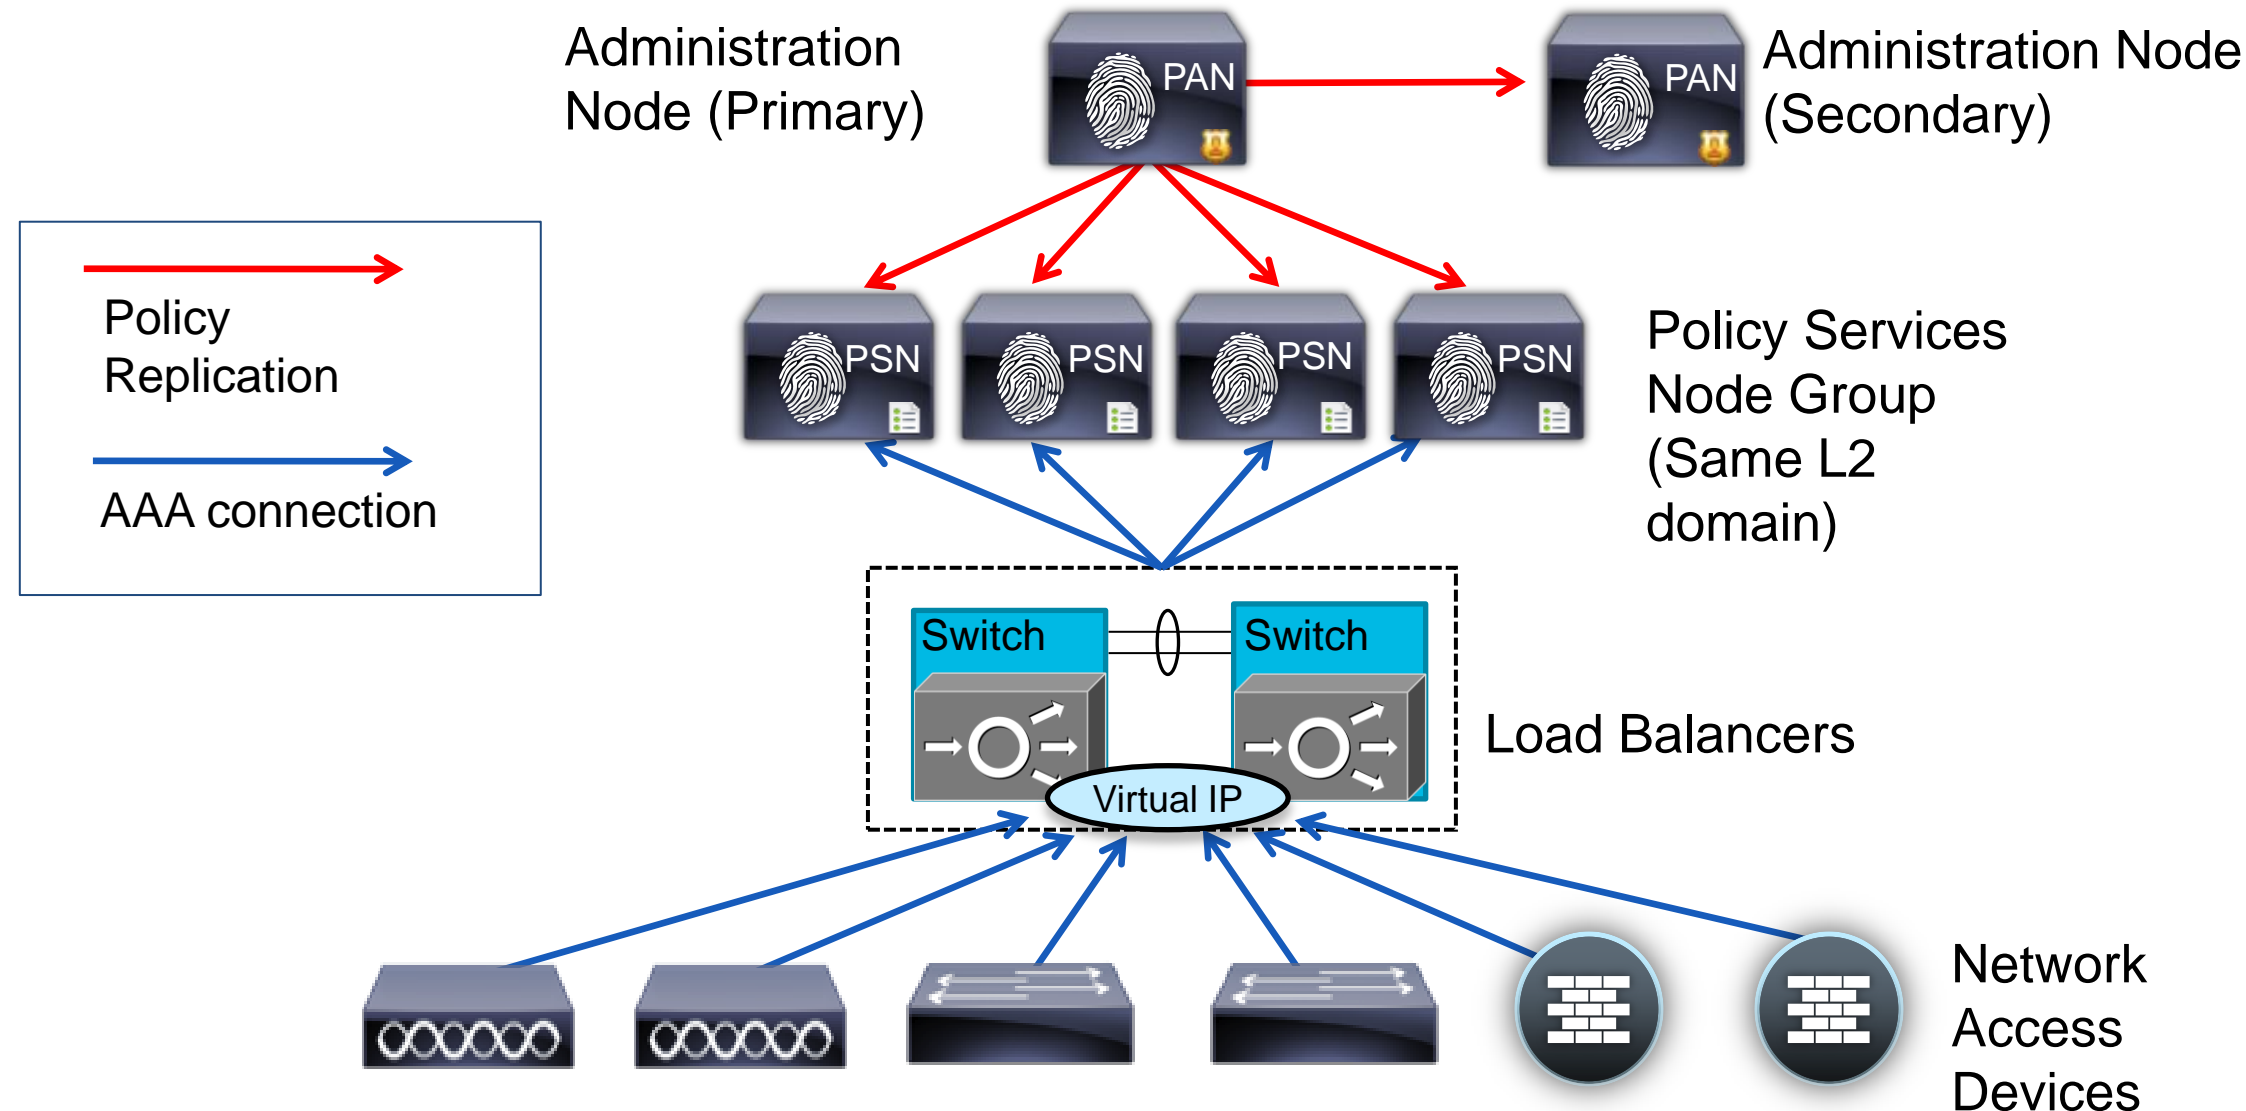 Administration
Node (Primary)
PAN
PAN
Administration Node
(Secondary)
Policy
Replication
AAA connection
PSN
PSN
PSN
PSN
Policy Services
Node Group
(Same L2
domain)
Switch
Switch
Load Balancers
Virtual IP
Network
Access
Devices